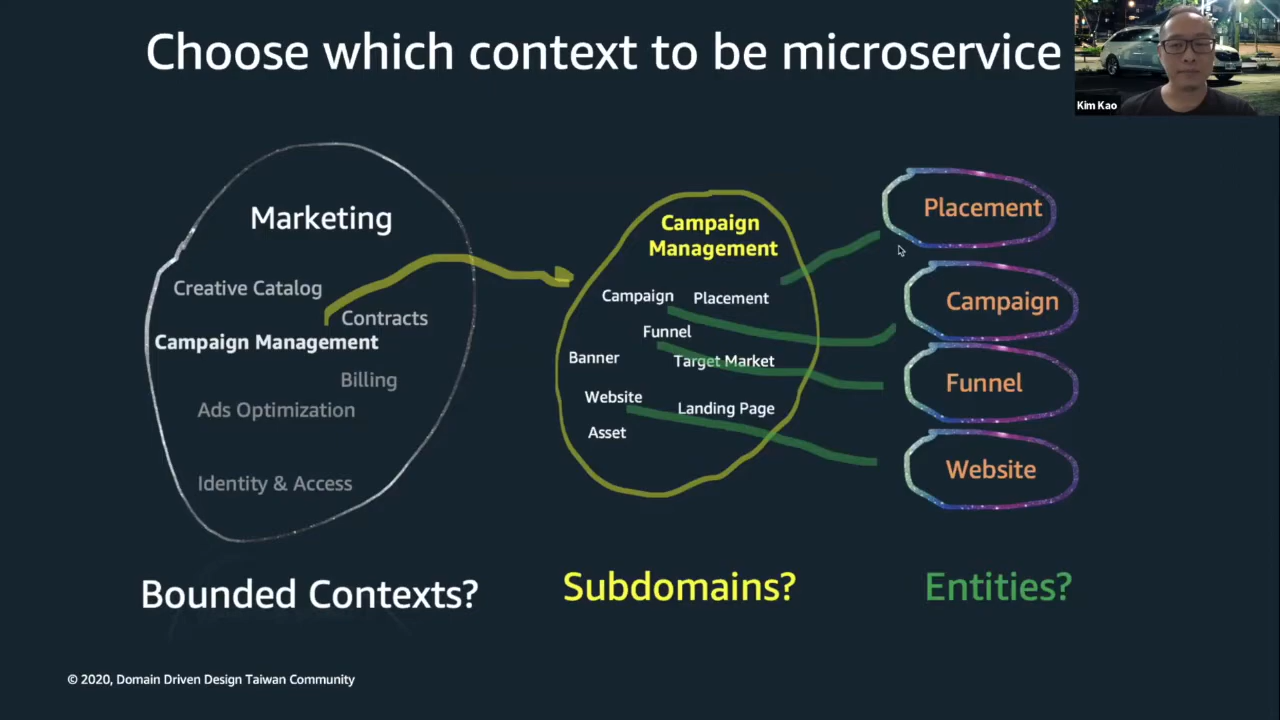 Choose which context to be microservice
Kim Kao
Marketing
Creative Catalog
Contracts
Campaign Management
Billing
Ads Optimization
Identity & Access
Bounded Contexts?
Campaign
Management
Campaign Placement
Funnel
Banner
Target Market
Website
Landing Page
Asset
Subdomains?
Placement
Campaign
Funnel
Website
Entities?
© 2020, Domain Driven Design Taiwan Community